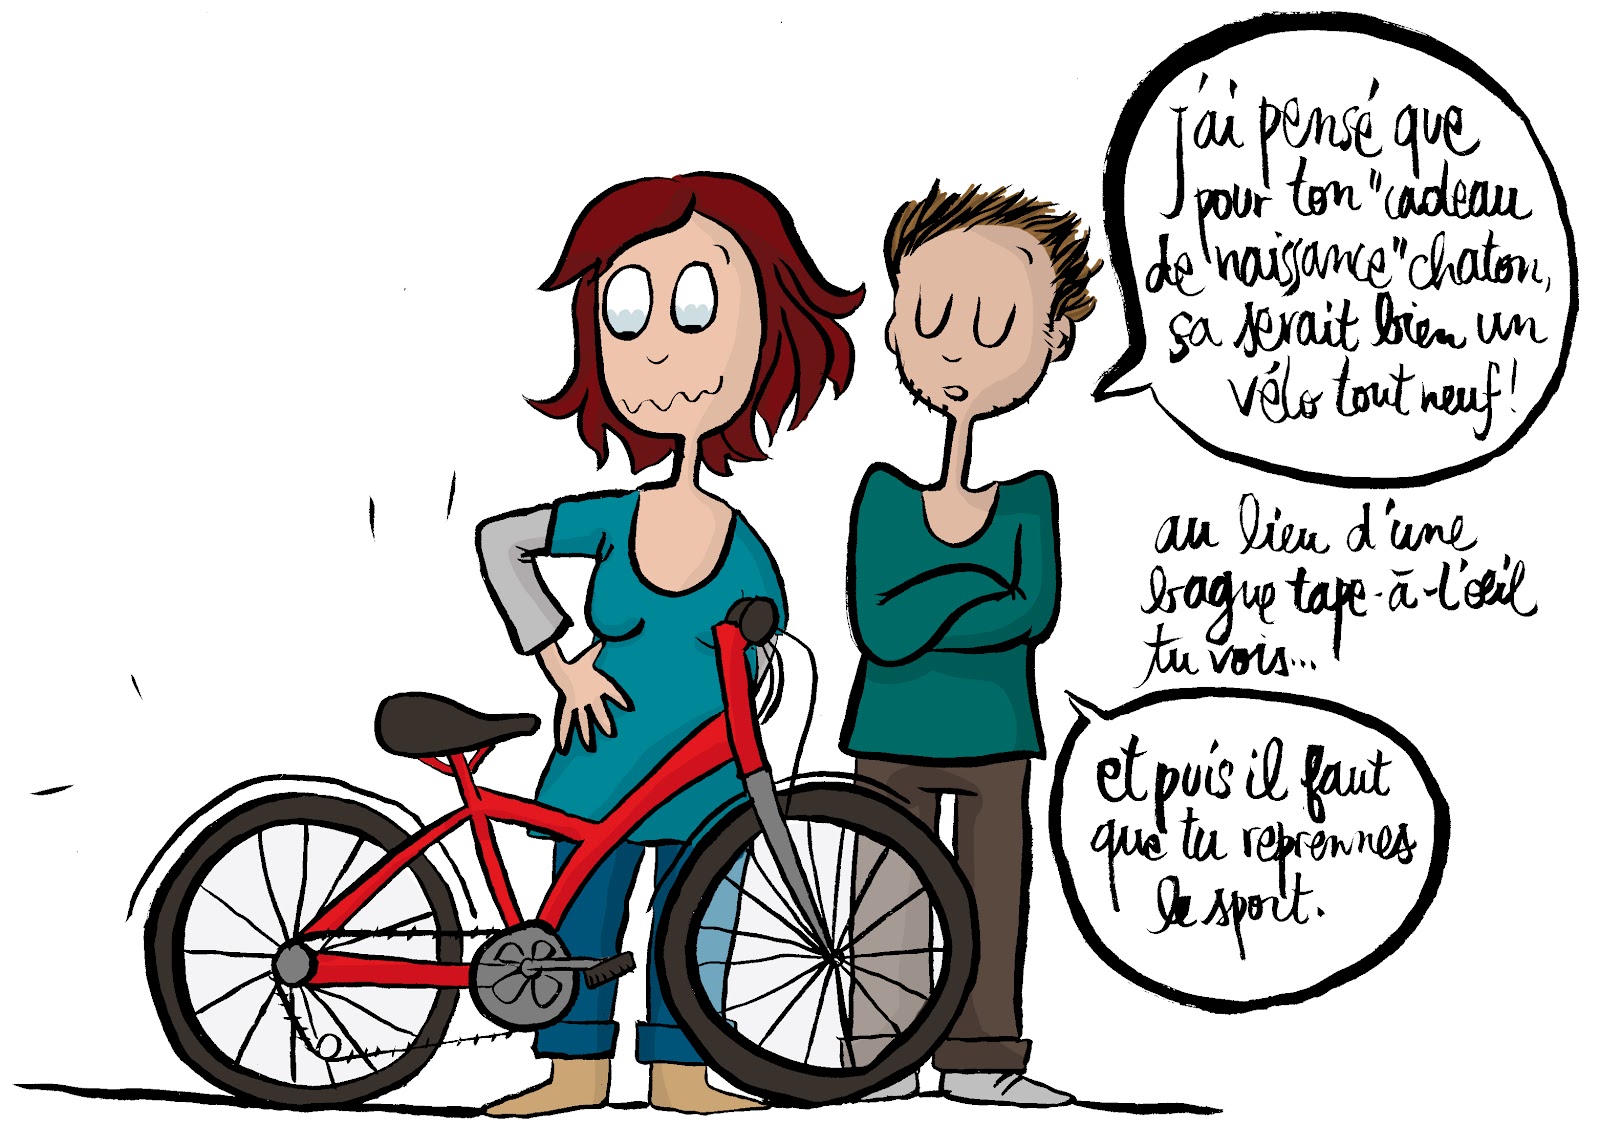 j'ai pensé que
pour ton "cadeau
de naissance" chaton,
ça serait bien un
vélo tout neuf!
au lieu d'une
bague tape-à-l'œil
tu vois...
et puis il faut
que tu reprennes
le sport.